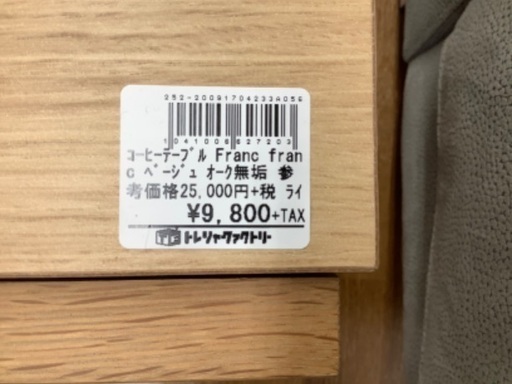 252-20091704233A056
1041006627203
ｺｰﾋｰﾃｰﾌﾞﾙ Franc fran
c ﾍﾞｰｼﾞｭ ｵｰｸ無垢 参
考価格25,000円+税 ライ
¥9,800+TAX
トレジャーファクトリー